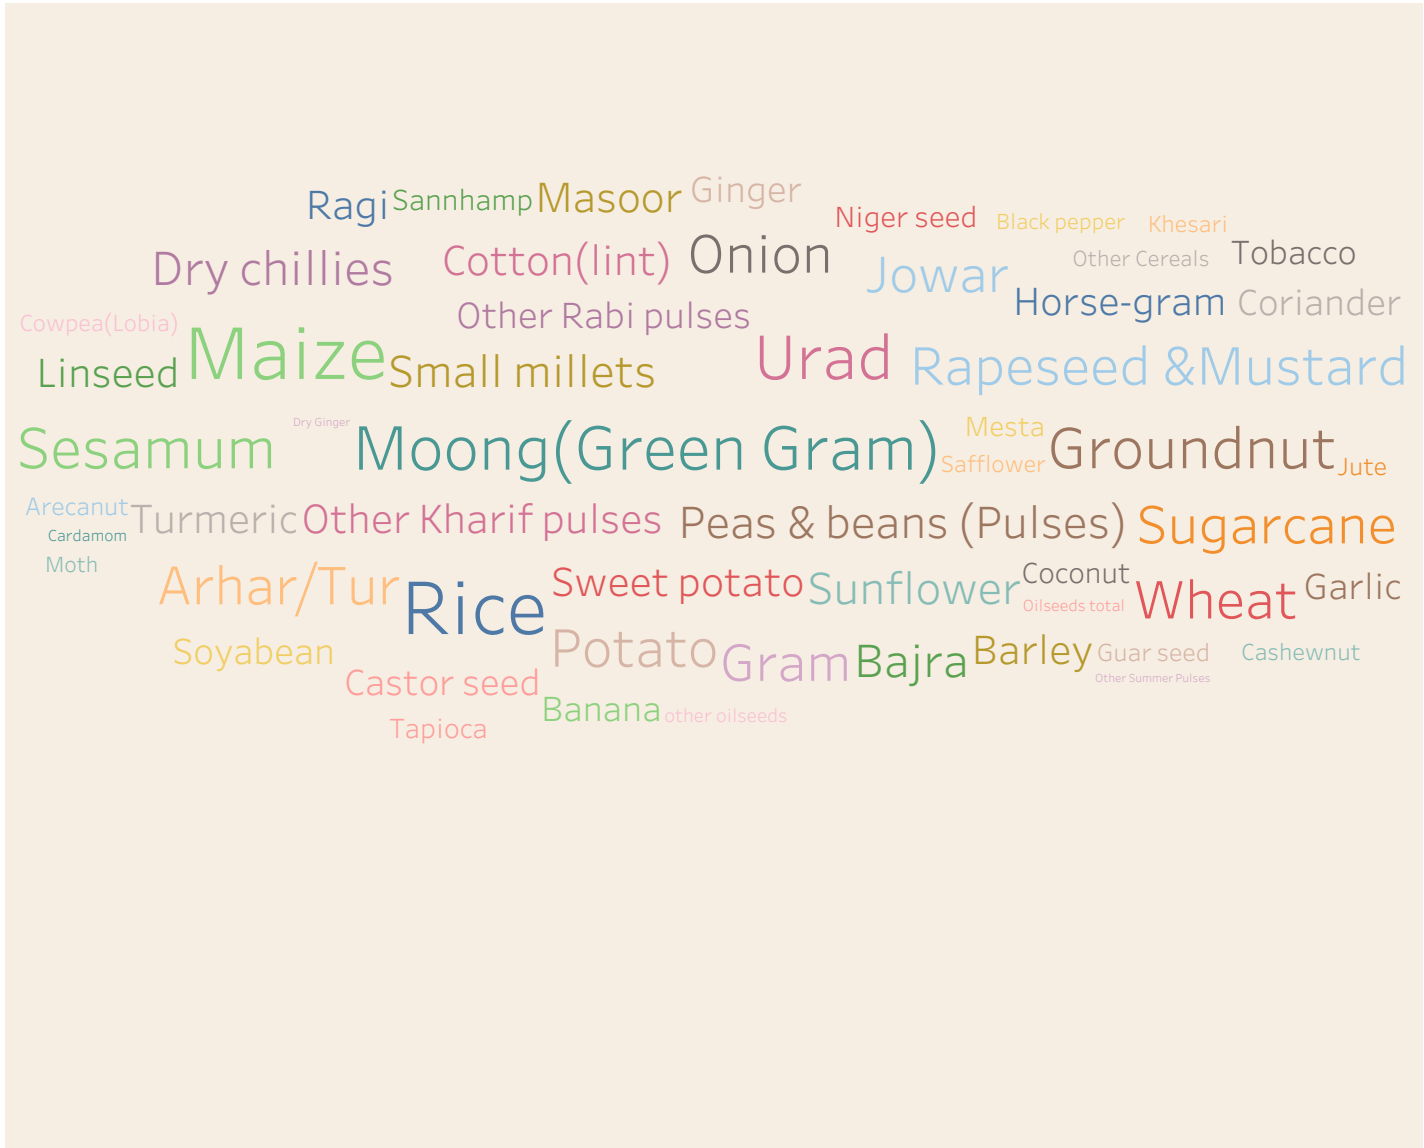 Ragi Sannhamp Masoor Ginger
Niger seed Black pepper Khesari
Dry chillies Cotton(lint) Onion Jowar Other Cereals Tobacco
Cowpea(Lobia) Other Rabi pulses Horse-gram Coriander
Linseed Maize Small millets Urad Rapeseed &Mustard
Sesamum Dry Ginger Moong(Green Gram) Mesta Groundnut
Safflower Jute
Arecanut Turmeric Other Kharif pulses Peas & beans (Pulses) Sugarcane
Cardamom
Moth
Arhar/Tur Rice Sweet potato Sunflower Coconut Wheat Garlic
Oilseeds total
Soyabean Potato Gram Bajra Barley Guar seed Cashewnut
Castor seed Other Summer Pulses
Banana other oilseeds
Tapioca